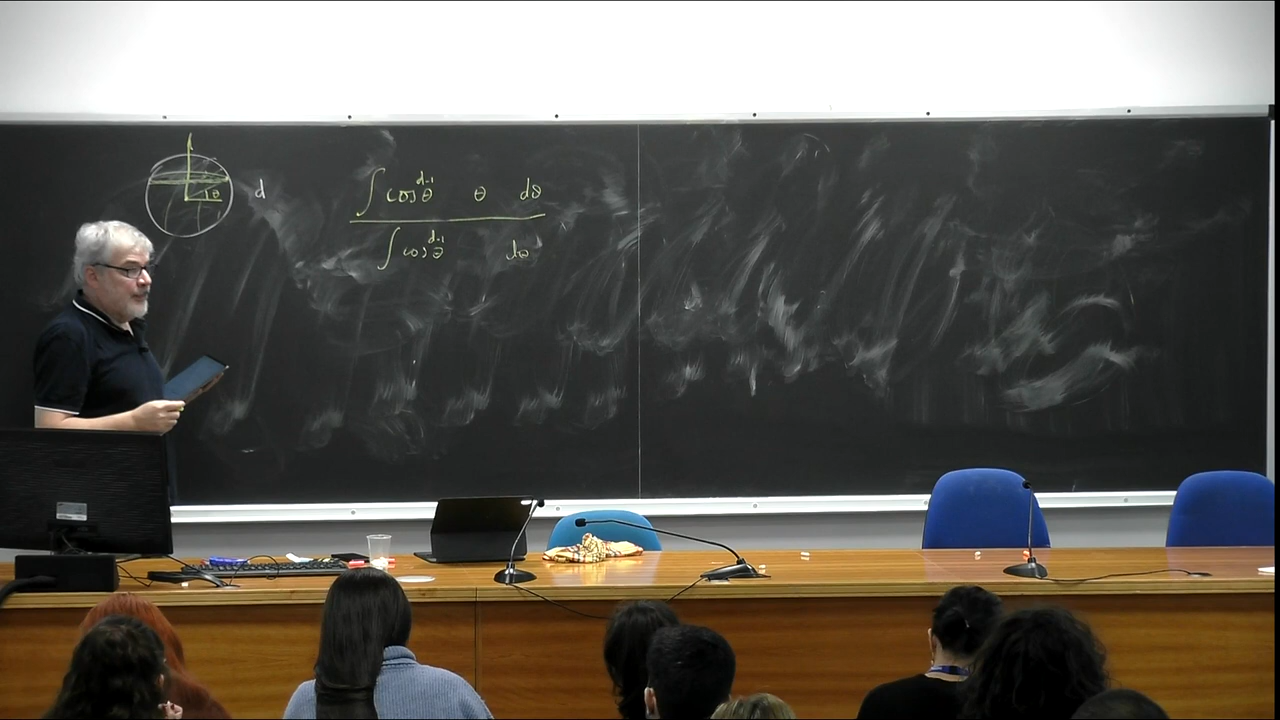 θ
d
∫ cos θ^{d-1} θ dθ
∫ cos θ^{d-1} dθ